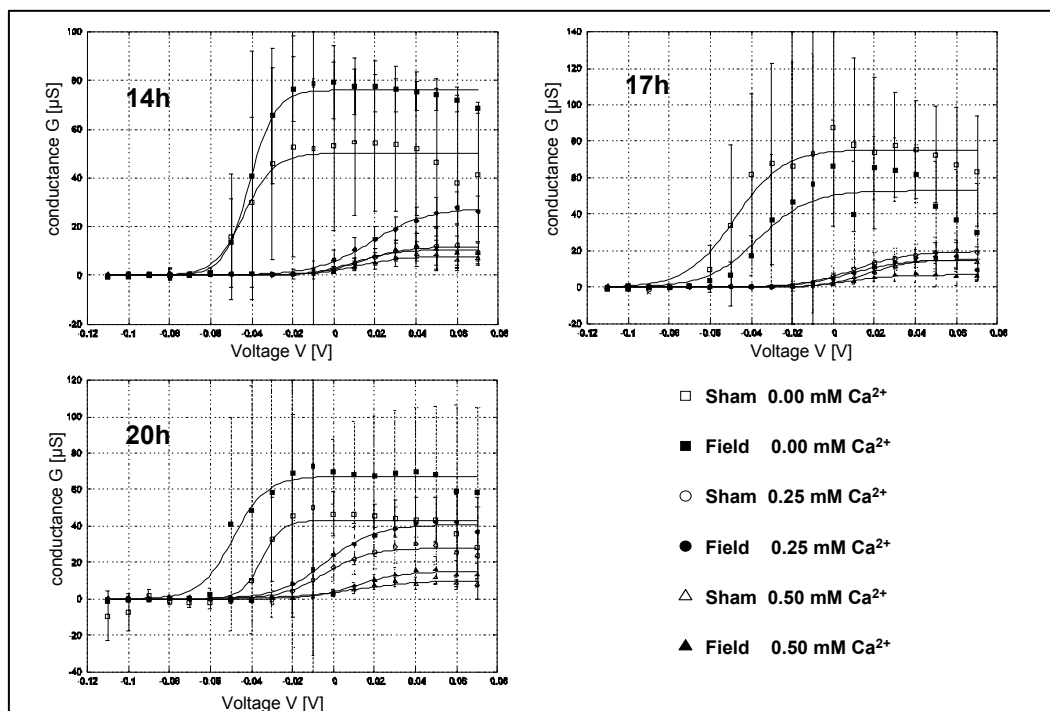 100
80
60
40
20
0
-20
conductance G [µS]
14h
-0.12 -0.1 -0.08 -0.06 -0.04 -0.02 0 0.02 0.04 0.06 0.08
Voltage V [V]
140
120
100
80
60
40
20
0
-20
conductance G [µS]
17h
-0.12 -0.1 -0.08 -0.06 -0.04 -0.02 0 0.02 0.04 0.06 0.08
Voltage V [V]
120
100
80
60
40
20
0
-20
-40
conductance G [µS]
20h
-0.12 -0.1 -0.08 -0.06 -0.04 -0.02 0 0.02 0.04 0.06 0.08
Voltage V [V]
Sham 0.00 mM Ca²⁺
Field 0.00 mM Ca²⁺
Sham 0.25 mM Ca²⁺
Field 0.25 mM Ca²⁺
Sham 0.50 mM Ca²⁺
Field 0.50 mM Ca²⁺